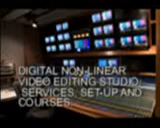 DIGITAL NON-LINEAR
VIDEO EDITING STUDIO,
SERVICES, SET-UP AND
COURSES...